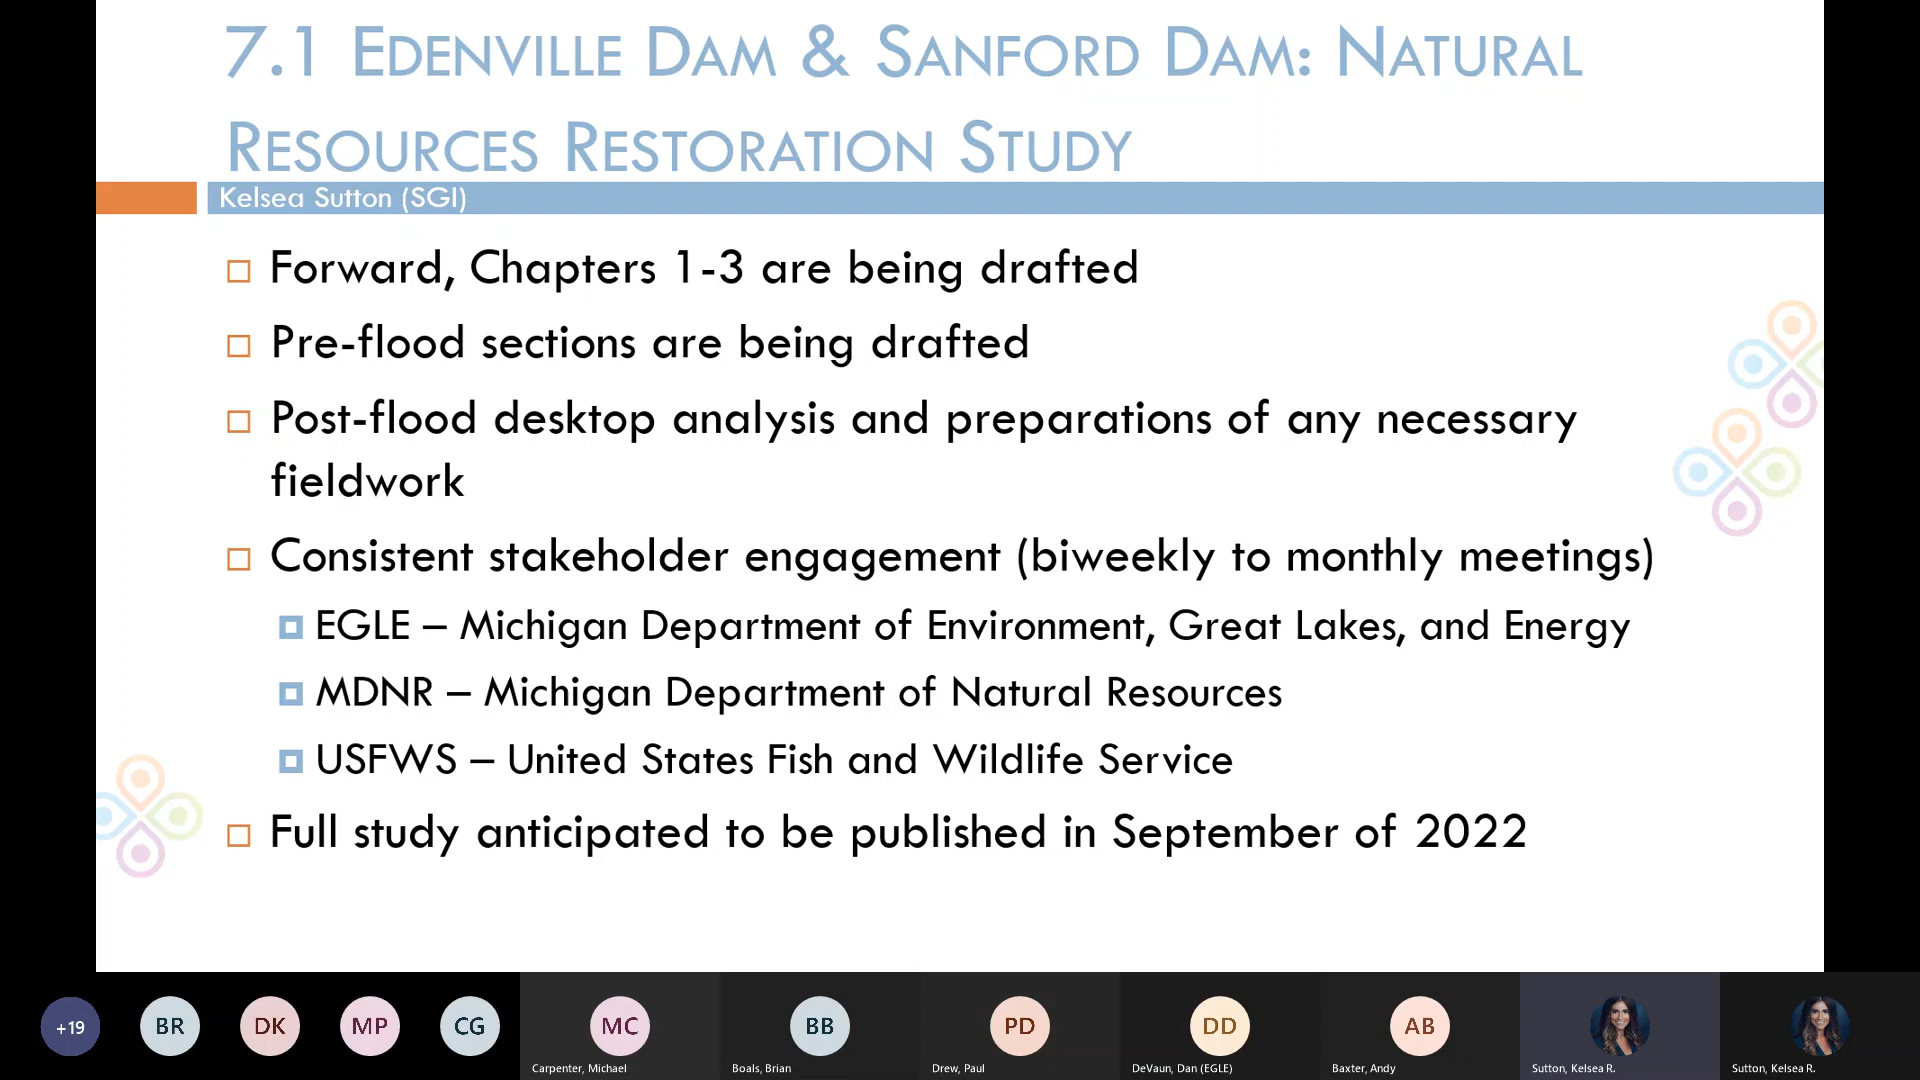 7.1 Edenville Dam & Sanford Dam: Natural
Resources Restoration Study
Kelsea Sutton (SGI)
Forward, Chapters 1-3 are being drafted
Pre-flood sections are being drafted
Post-flood desktop analysis and preparations of any necessary
fieldwork
Consistent stakeholder engagement (biweekly to monthly meetings)
EGLE – Michigan Department of Environment, Great Lakes, and Energy
MDNR – Michigan Department of Natural Resources
USFWS – United States Fish and Wildlife Service
Full study anticipated to be published in September of 2022
+19 BR DK MP CG MC BB PD DD AB
Carpenter, Michael Boals, Brian Drew, Paul DeVaun, Dan (EGLE) Baxter, Andy Sutton, Kelsea R. Sutton, Kelsea R.